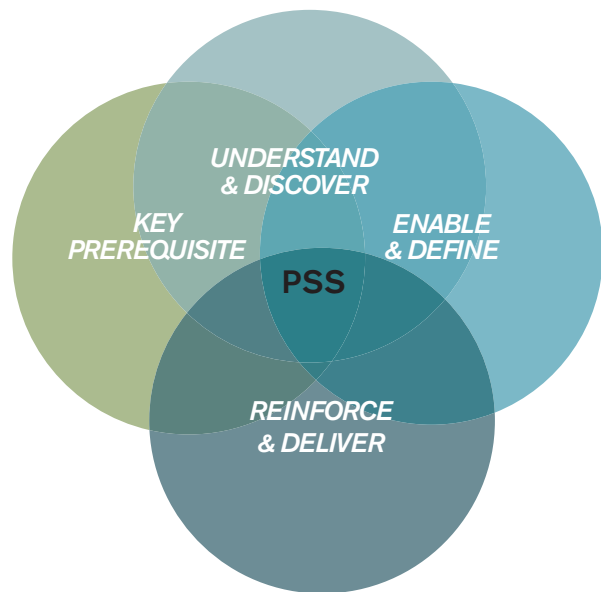 UNDERSTAND
& DISCOVER
KEY
PREREQUISITE
ENABLE
& DEFINE
PSS
REINFORCE
& DELIVER